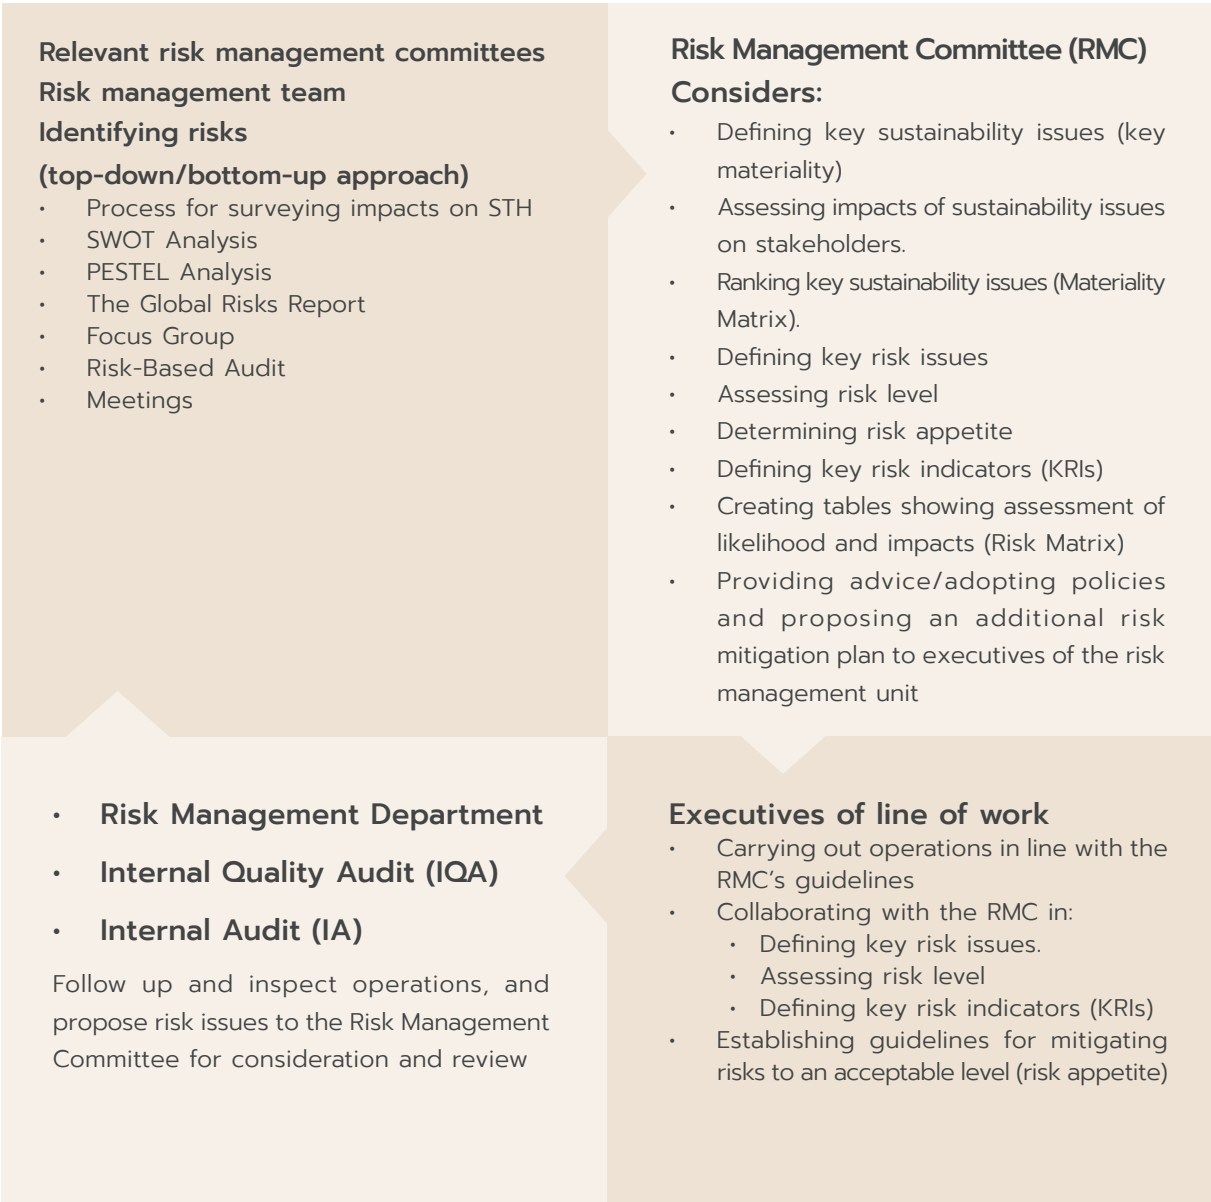 Relevant risk management committees
Risk management team
Identifying risks
(top-down/bottom-up approach)
• Process for surveying impacts on STH
• SWOT Analysis
• PESTEL Analysis
• The Global Risks Report
• Focus Group
• Risk-Based Audit
• Meetings
Risk Management Committee (RMC)
Considers:
• Defining key sustainability issues (key
materiality)
• Assessing impacts of sustainability issues
on stakeholders.
• Ranking key sustainability issues (Materiality
Matrix).
• Defining key risk issues
• Assessing risk level
• Determining risk appetite
• Defining key risk indicators (KRIs)
• Creating tables showing assessment of
likelihood and impacts (Risk Matrix)
• Providing advice/adopting policies
and proposing an additional risk
mitigation plan to executives of the risk
management unit
• Risk Management Department
• Internal Quality Audit (IQA)
• Internal Audit (IA)
Follow up and inspect operations, and
propose risk issues to the Risk Management
Committee for consideration and review
Executives of line of work
• Carrying out operations in line with the
RMC’s guidelines
• Collaborating with the RMC in:
• Defining key risk issues.
• Assessing risk level
• Defining key risk indicators (KRIs)
• Establishing guidelines for mitigating
risks to an acceptable level (risk appetite)